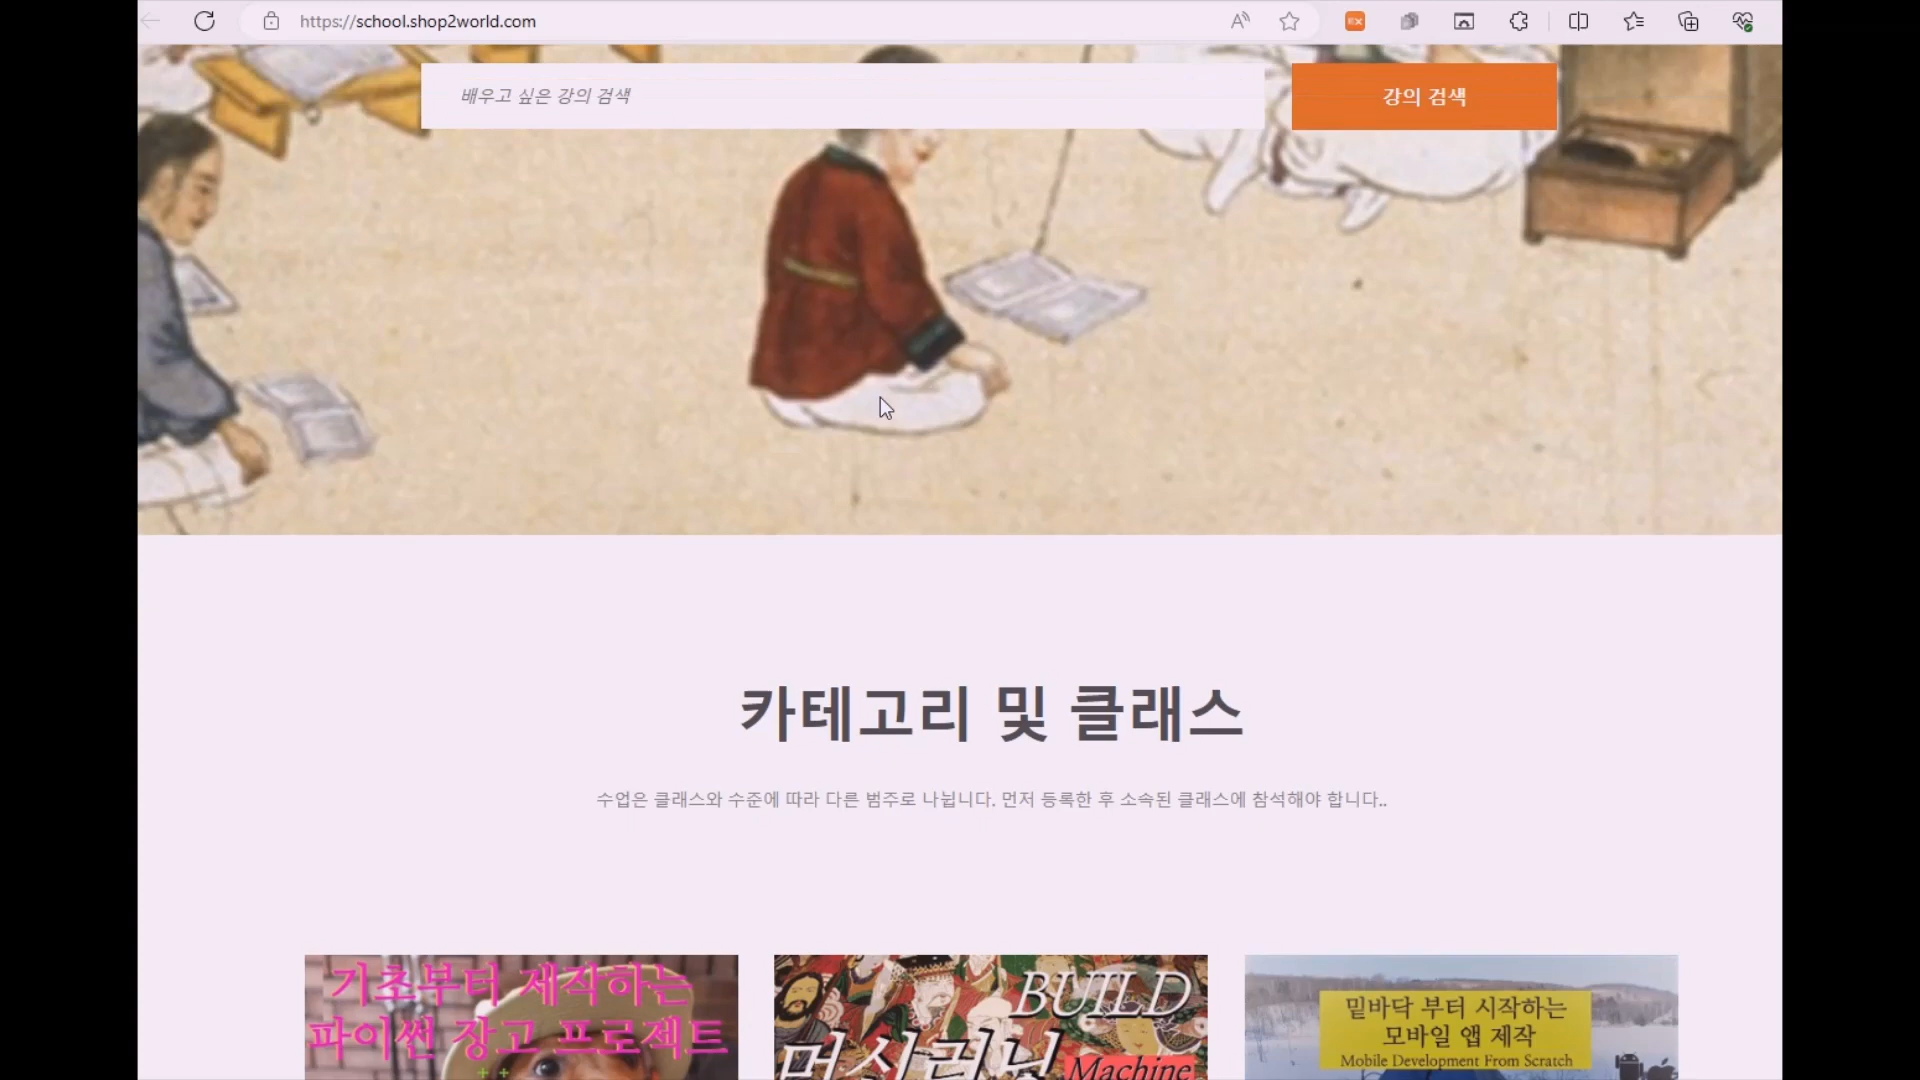 https://school.shop2world.com
배우고 싶은 강의 검색
강의 검색
카테고리 및 클래스
수업은 클래스와 수준에 따라 다른 범주로 나뉩니다. 먼저 등록한 후 소속된 클래스에 참석해야 합니다..
기초부터 제작하는
파이썬 장고 프로젝트
BUILD
머신러닝
Machine
밑바닥 부터 시작하는
모바일 앱 제작
Mobile Development From Scratch